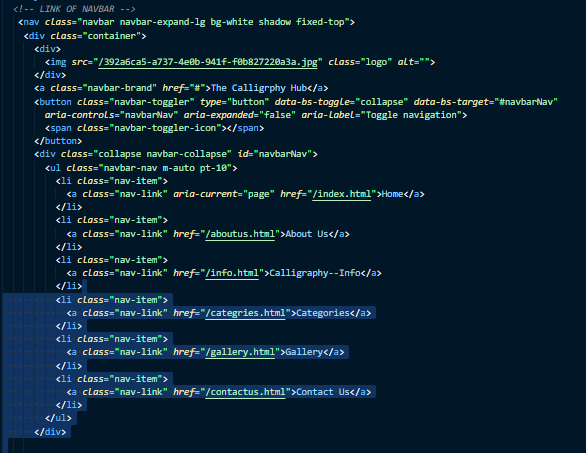 <!-- LINK OF NAVBAR -->
<nav class="navbar navbar-expand-lg bg-white shadow fixed-top">
<div class="container">
<div>
<img src="/392a6ca5-a737-4e0b-941f-f0b827220a3a.jpg" class="logo" alt="">
</div>
<a class="navbar-brand" href="#">The Calligrphy Hub</a>
<button class="navbar-toggler" type="button" data-bs-toggle="collapse" data-bs-target="#navbarNav"
aria-controls="navbarNav" aria-expanded="false" aria-label="Toggle navigation">
<span class="navbar-toggler-icon"></span>
</button>
<div class="collapse navbar-collapse" id="navbarNav">
<ul class="navbar-nav m-auto pt-10">
<li class="nav-item">
<a class="nav-link" aria-current="page" href="/index.html">Home</a>
</li>
<li class="nav-item">
<a class="nav-link" href="/aboutus.html">About Us</a>
</li>
<li class="nav-item">
<a class="nav-link" href="/info.html">Calligraphy--Info</a>
</li>
<li class="nav-item">
<a class="nav-link" href="/categries.html">Categories</a>
</li>
<li class="nav-item">
<a class="nav-link" href="/gallery.html">Gallery</a>
</li>
<li class="nav-item">
<a class="nav-link" href="/contactus.html">Contact Us</a>
</li>
</ul>
</div>